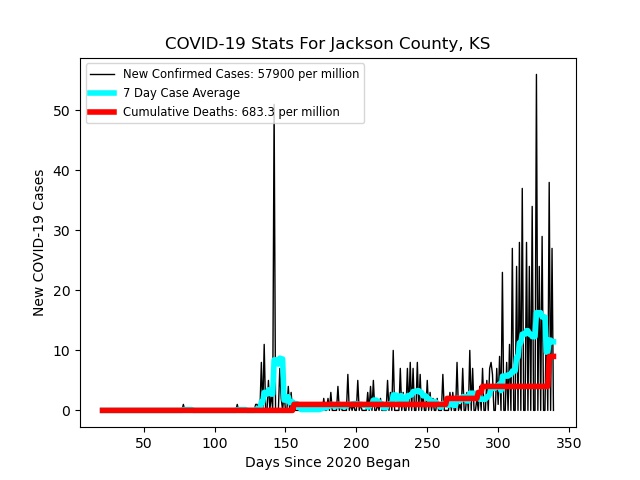 COVID-19 Stats For Jackson County, KS
New Confirmed Cases: 57900 per million
7 Day Case Average
Cumulative Deaths: 683.3 per million
New COVID-19 Cases
50
40
30
20
10
0
50 100 150 200 250 300 350
Days Since 2020 Began